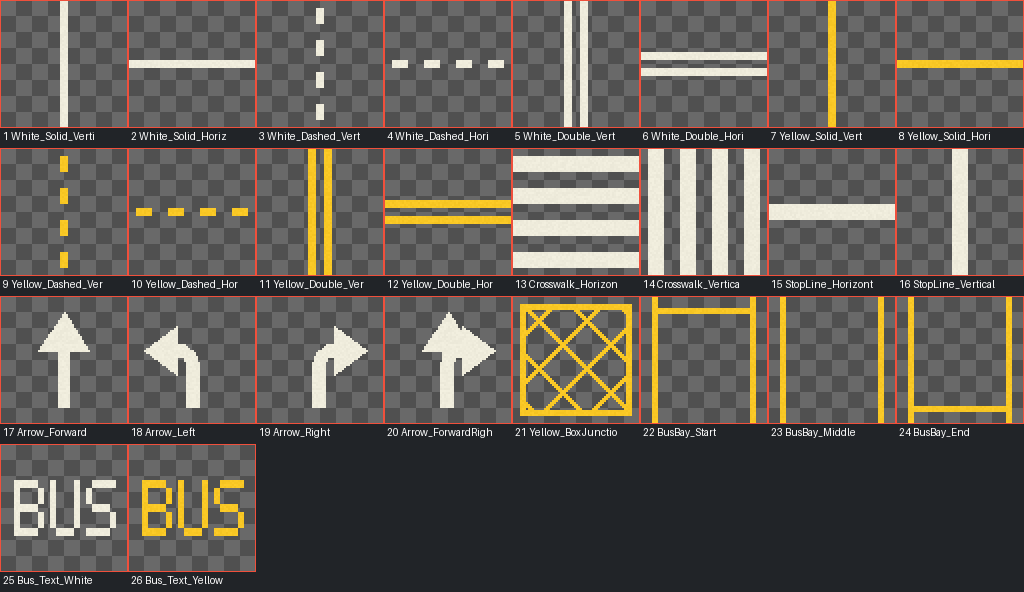 1 White_Solid_Verti
2 White_Solid_Horiz
3 White_Dashed_Vert
4 White_Dashed_Hori
5 White_Double_Vert
6 White_Double_Hori
7 Yellow_Solid_Vert
8 Yellow_Solid_Hori
9 Yellow_Dashed_Ver
10 Yellow_Dashed_Hor
11 Yellow_Double_Ver
12 Yellow_Double_Hor
13 Crosswalk_Horizon
14 Crosswalk_Vertica
15 StopLine_Horizont
16 StopLine_Vertical
17 Arrow_Forward
18 Arrow_Left
19 Arrow_Right
20 Arrow_ForwardRigh
21 Yellow_BoxJunctio
22 BusBay_Start
23 BusBay_Middle
24 BusBay_End
BUS
BUS
25 Bus_Text_White
26 Bus_Text_Yellow